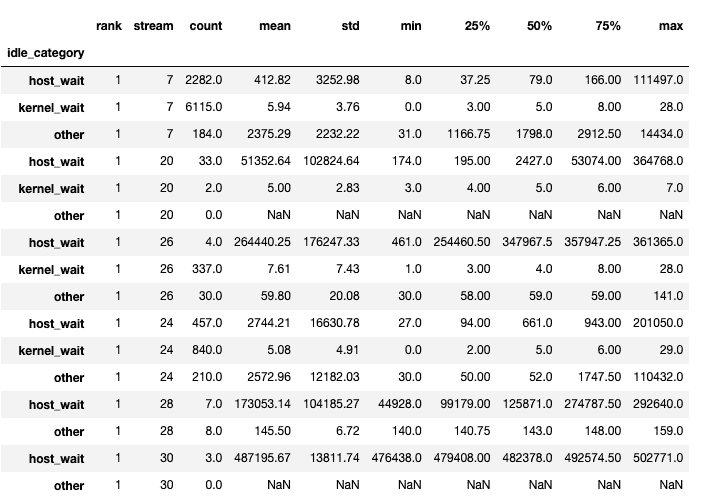 rank stream count mean std min 25% 50% 75% max
idle_category
host_wait 1 7 2282.0 412.82 3252.98 8.0 37.25 79.0 166.00 111497.0
kernel_wait 1 7 6115.0 5.94 3.76 0.0 3.00 5.0 8.00 28.0
other 1 7 184.0 2375.29 2232.22 31.0 1166.75 1798.0 2912.50 14434.0
host_wait 1 20 33.0 51352.64 102824.64 174.0 195.00 2427.0 53074.00 364768.0
kernel_wait 1 20 2.0 5.00 2.83 3.0 4.00 5.0 6.00 7.0
other 1 20 0.0 NaN NaN NaN NaN NaN NaN NaN
host_wait 1 26 4.0 264440.25 176247.33 461.0 254460.50 347967.5 357947.25 361365.0
kernel_wait 1 26 337.0 7.61 7.43 1.0 3.00 4.0 8.00 28.0
other 1 26 30.0 59.80 20.08 30.0 58.00 59.0 59.00 141.0
host_wait 1 24 457.0 2744.21 16630.78 27.0 94.00 661.0 943.00 201050.0
kernel_wait 1 24 840.0 5.08 4.91 0.0 2.00 5.0 6.00 29.0
other 1 24 210.0 2572.96 12182.03 30.0 50.00 52.0 1747.50 110432.0
host_wait 1 28 7.0 173053.14 104185.27 44928.0 99179.00 125871.0 274787.50 292640.0
other 1 28 8.0 145.50 6.72 140.0 140.75 143.0 148.00 159.0
host_wait 1 30 3.0 487195.67 13811.74 476438.0 479408.00 482378.0 492574.50 502771.0
other 1 30 0.0 NaN NaN NaN NaN NaN NaN NaN